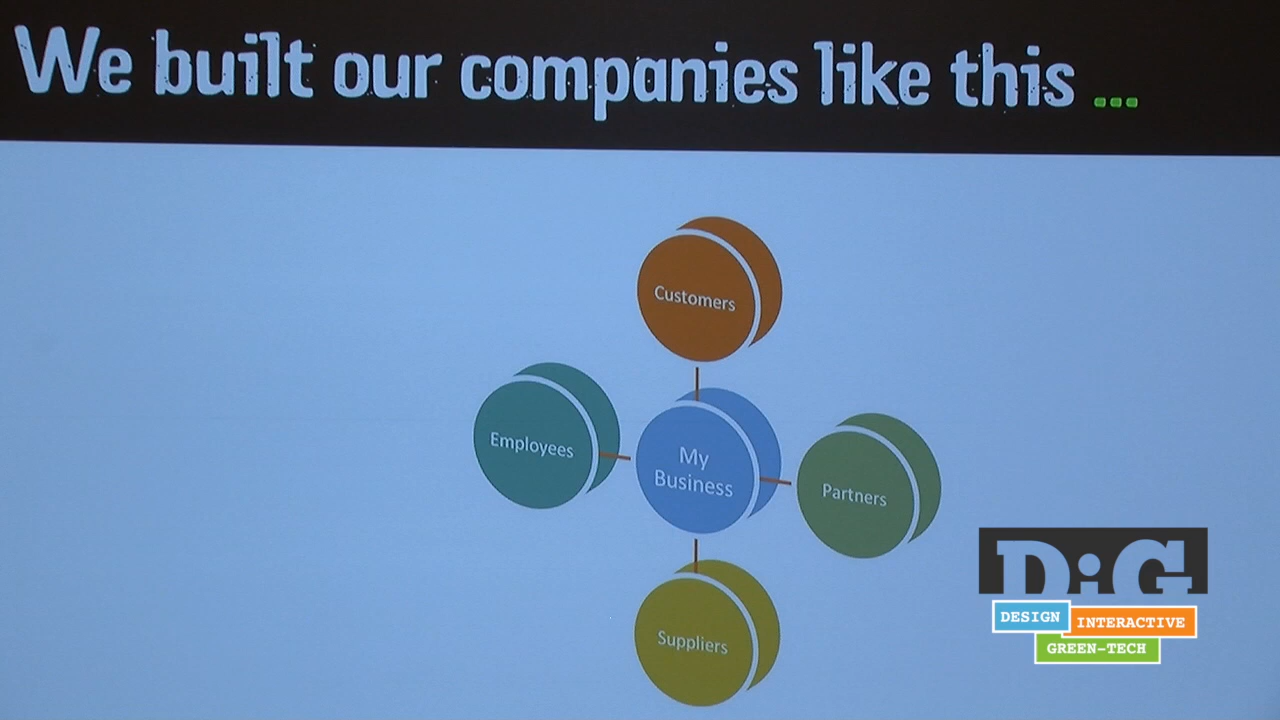 We built our companies like this ...
Customers
Employees
My
Business
Partners
Suppliers
DiG
DESIGN
INTERACTIVE
GREEN-TECH